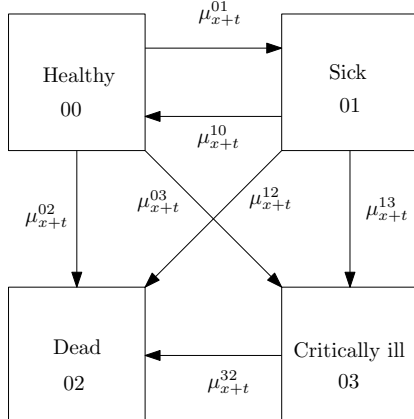 μ^{01}_{x+t}
Healthy
00
Sick
01
μ^{10}_{x+t}
μ^{02}_{x+t}
μ^{03}_{x+t}
μ^{12}_{x+t}
μ^{13}_{x+t}
Dead
02
Critically ill
03
μ^{32}_{x+t}